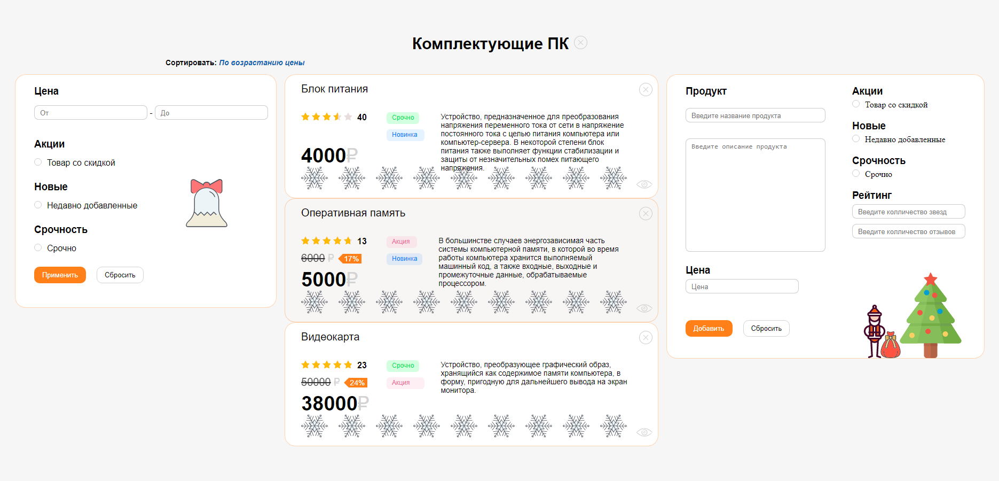 Комплектующие ПК
Сортировать: По возрастанию цены
Цена
От - До
Акции
Товар со скидкой
Новые
Недавно добавленные
Срочность
Срочно
Применить Сбросить
Блок питания
40
Срочно
Новинка
4000₽
Устройство, предназначенное для преобразования
напряжения переменного тока от сети в напряжение
постоянного тока с целью питания компьютера или
компьютер-сервера. В некоторой степени блок
питания также выполняет функции стабилизации и
защиты от незначительных помех питающего
напряжения.
Оперативная память
13
Акция
6000 ₽ 17%
Новинка
5000₽
В большинстве случаев энергозависимая часть
системы компьютерной памяти, в которой во время
работы компьютера хранится выполняемый
машинный код, а также входные, выходные и
промежуточные данные, обрабатываемые
процессором.
Видеокарта
23
Срочно
50000 ₽ 24%
Акция
38000₽
Устройство, преобразующее графический образ,
хранящийся как содержимое памяти компьютера, в
форму, пригодную для дальнейшего вывода на экран
монитора.
Продукт
Введите название продукта
Введите описание продукта
Цена
Цена
Добавить Сбросить
Акции
Товар со скидкой
Новые
Недавно добавленные
Срочность
Срочно
Рейтинг
Введите колличество звезд
Введите колличество отзывов